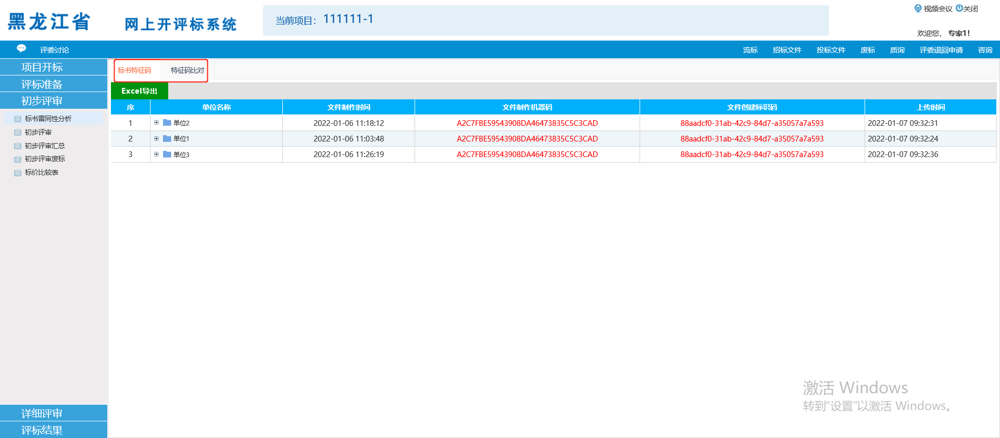 黑龙江省 网上开评标系统 当前项目： 111111-1 视频会议 关闭
欢迎您， 专家1！
评委讨论 流标 招标文件 投标文件 废标 质询 评委退回申请 咨询
项目开标
评标准备
初步评审
标书雷同性分析
初步评审
初步评审汇总
初步评审废标
标价比较表
详细评审
评标结果
标书特征码 特征码比对
Excel导出
序 单位名称 文件制作时间 文件制作机器码 文件创建标识码 上传时间
1 单位2 2022-01-06 11:18:12 A2C7FBE59543908DA46473835C5C3CAD 88aadcf0-31ab-42c9-84d7-a35057a7a593 2022-01-07 09:32:31
2 单位1 2022-01-06 11:03:48 A2C7FBE59543908DA46473835C5C3CAD 88aadcf0-31ab-42c9-84d7-a35057a7a593 2022-01-07 09:32:24
3 单位3 2022-01-06 11:26:19 A2C7FBE59543908DA46473835C5C3CAD 88aadcf0-31ab-42c9-84d7-a35057a7a593 2022-01-07 09:32:36
激活 Windows
转到“设置”以激活 Windows。